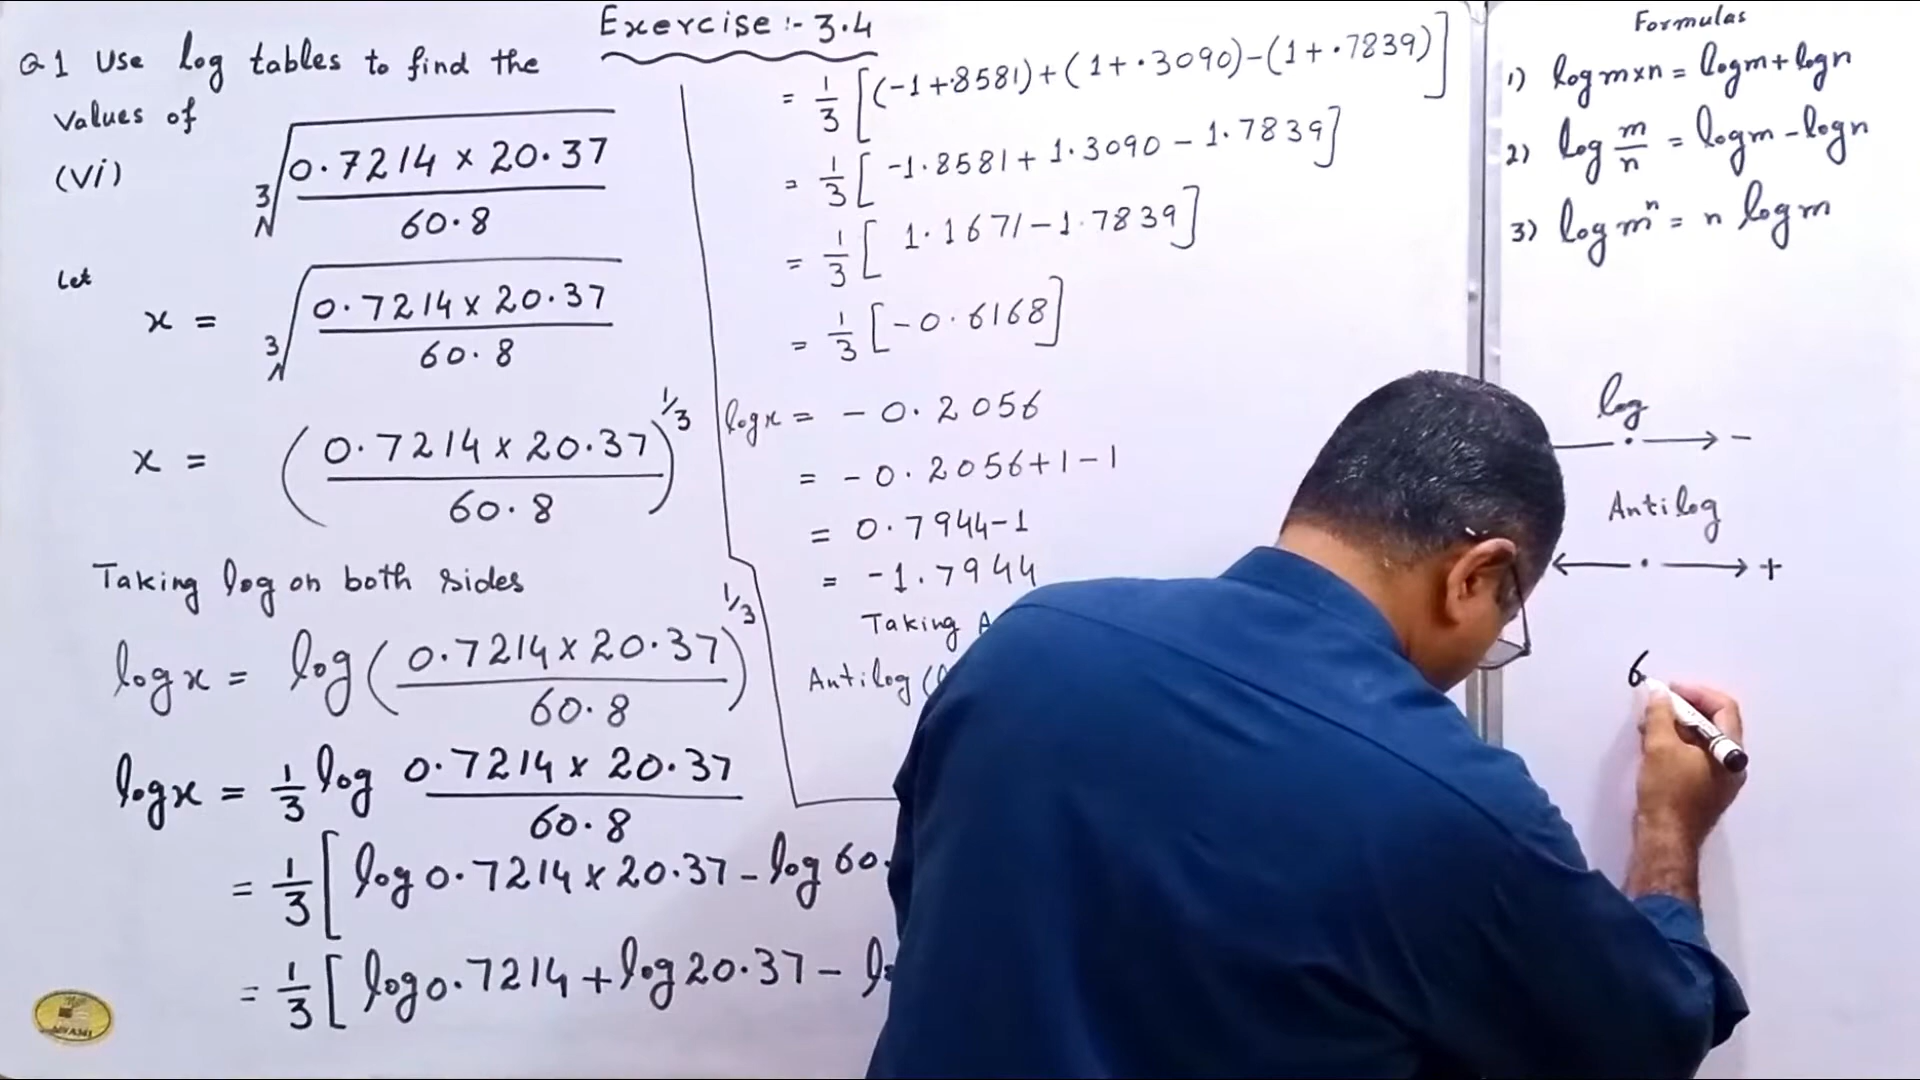 Exercise :- 3.4
Q1 Use log tables to find the
values of
(vi) ∛(0.7214 × 20.37 / 60.8)
Let
x = ∛(0.7214 × 20.37 / 60.8)
x = (0.7214 × 20.37 / 60.8)^1/3
Taking log on both sides
log x = log (0.7214 × 20.37 / 60.8)^1/3
log x = 1/3 log 0.7214 × 20.37 / 60.8
= 1/3 [log 0.7214 × 20.37 - log 60.
= 1/3 [log 0.7214 + log 20.37 - lo
= 1/3 [(-1+.8581)+(1+.3090)-(1+.7839)]
= 1/3 [-1.8581 + 1.3090 - 1.7839]
= 1/3 [1.1671 - 1.7839]
= 1/3 [-0.6168]
log x = -0.2056
= -0.2056+1-1
= 0.7944-1
= -1.7944
Taking A
Antilog (
Formulas
1) log m×n = log m + log n
2) log m/n = log m - log n
3) log m^n = n log m
log
→ -
Antilog
← . → +
6